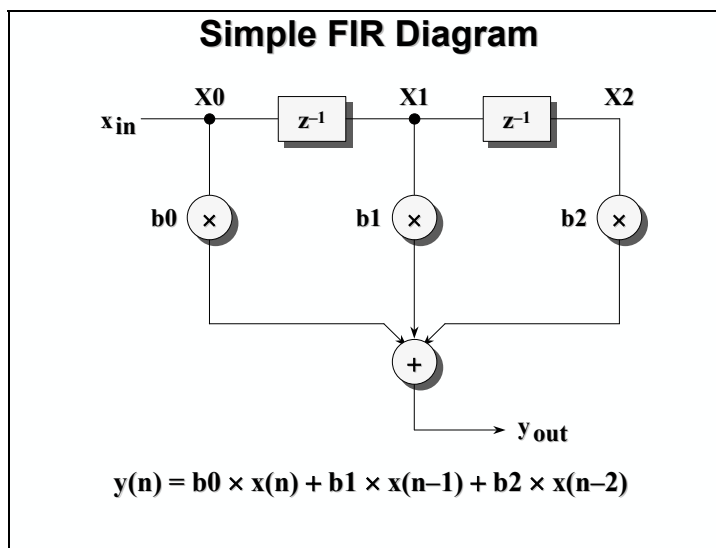 Simple FIR Diagram
X0 X1 X2
x in z–1 z–1
b0 × b1 × b2 ×
+
y out
y(n) = b0 × x(n) + b1 × x(n–1) + b2 × x(n–2)